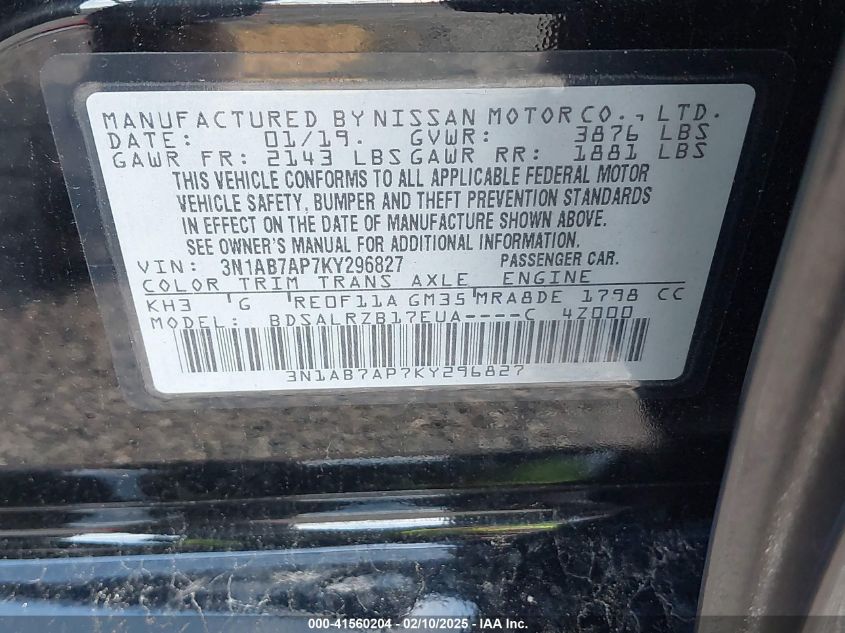 MANUFACTURED BY NISSAN MOTOR CO., LTD.
DATE: 01/19. GVWR: 3876 LBS
GAWR FR: 2143 LBS GAWR RR: 1881 LBS
THIS VEHICLE CONFORMS TO ALL APPLICABLE FEDERAL MOTOR
VEHICLE SAFETY, BUMPER AND THEFT PREVENTION STANDARDS
IN EFFECT ON THE DATE OF MANUFACTURE SHOWN ABOVE.
SEE OWNER'S MANUAL FOR ADDITIONAL INFORMATION.
VIN: 3N1AB7AP7KY296827 PASSENGER CAR.
COLOR TRIM TRANS AXLE ENGINE
KH3 G RE0F11A GM35 MRA8DE 1798 CC
MODEL: BDSALRZB17EUA----C 4Z000
3N1AB7AP7KY296827
000-41560204 - 02/10/2025 - IAA, Inc.